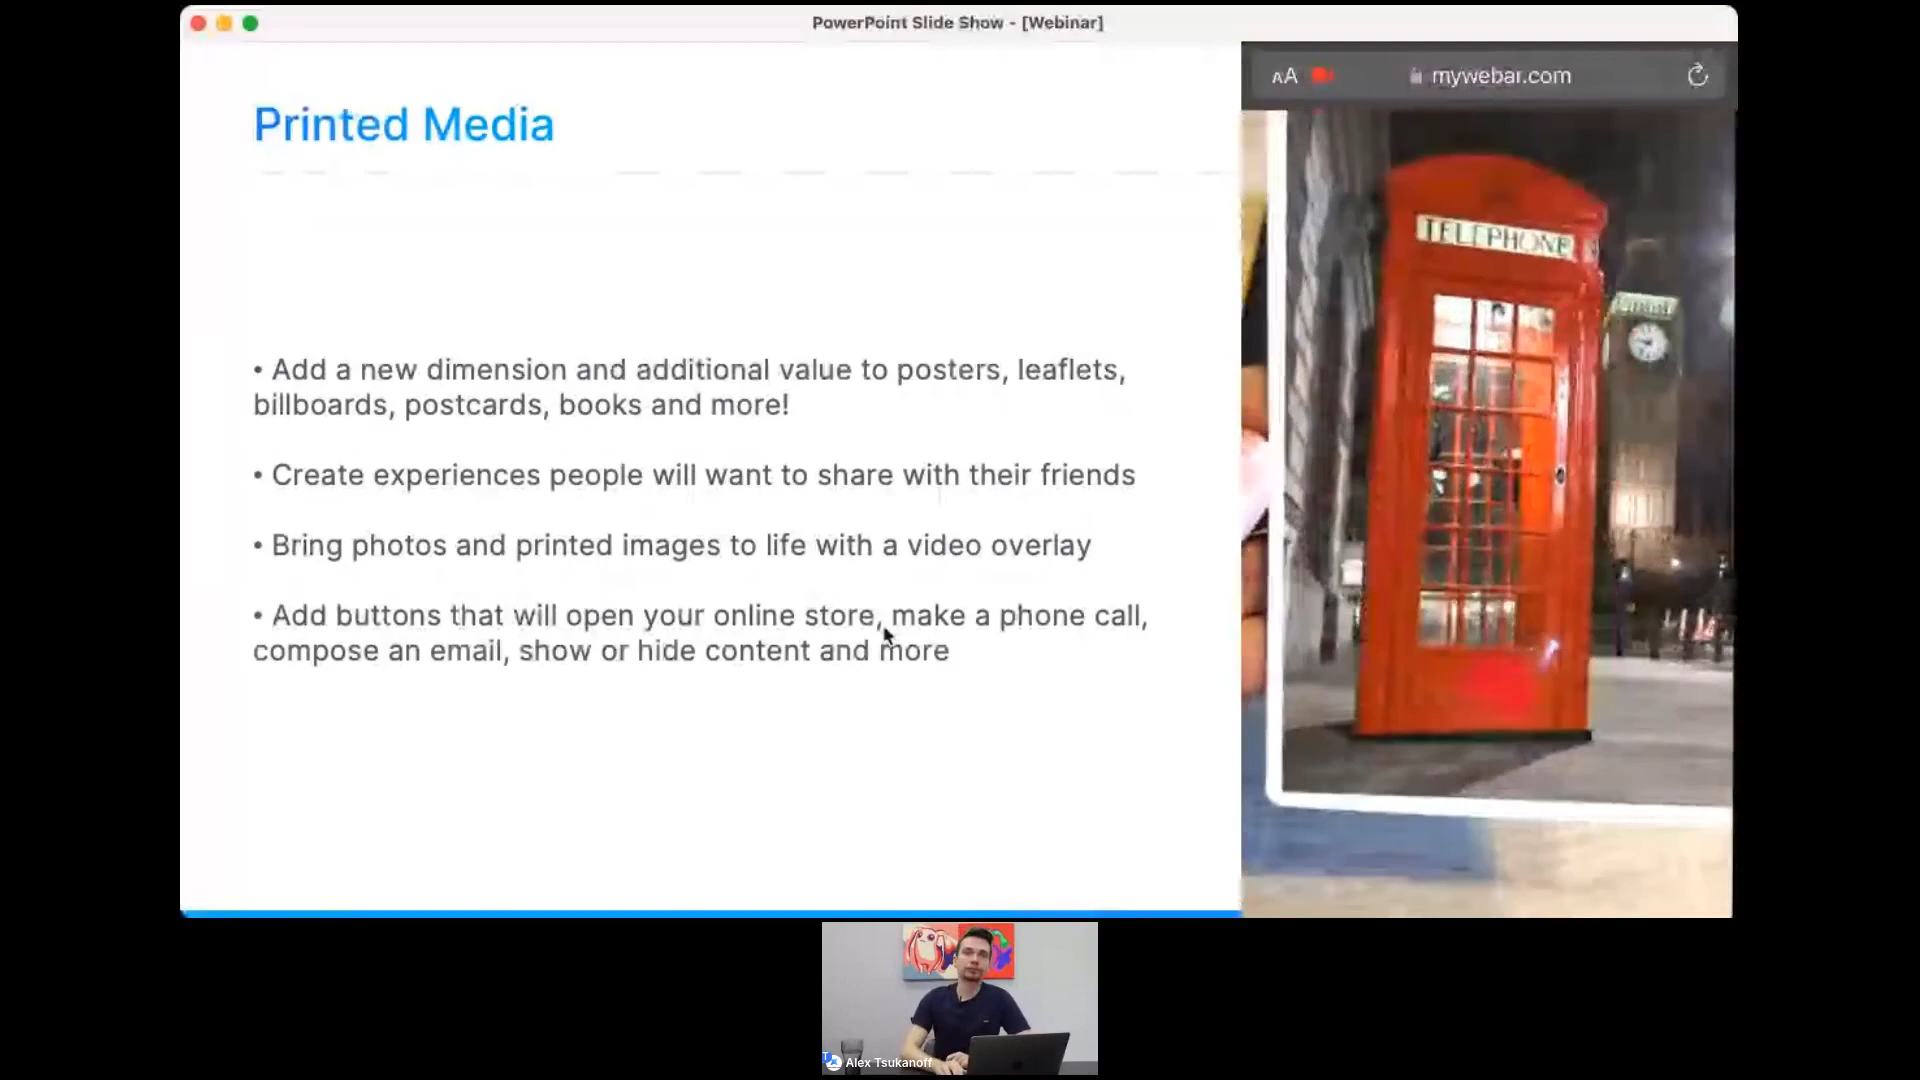 PowerPoint Slide Show - [Webinar]
Printed Media
• Add a new dimension and additional value to posters, leaflets,
billboards, postcards, books and more!
• Create experiences people will want to share with their friends
• Bring photos and printed images to life with a video overlay
• Add buttons that will open your online store, make a phone call,
compose an email, show or hide content and more
AA
mywebar.com
TELEPHONE
Alex Tsukanoff